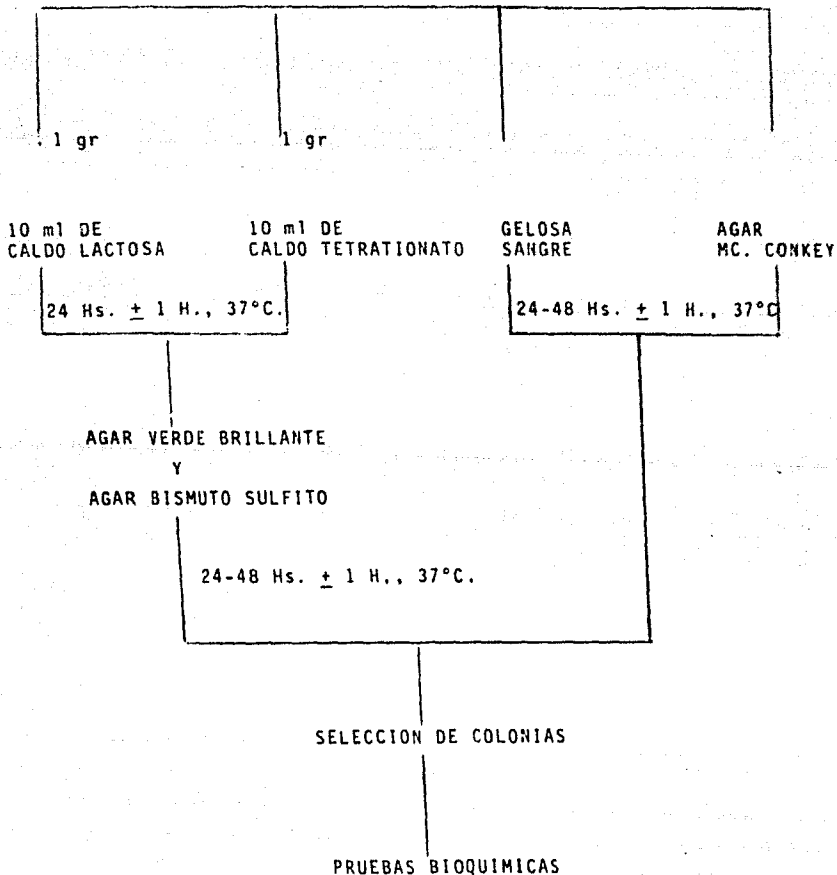 . 1 gr
1 gr
10 ml DE
CALDO LACTOSA
10 ml DE
CALDO TETRATIONATO
GELOSA
SANGRE
AGAR
MC. CONKEY
24 Hs. ± 1 H., 37°C.
24-48 Hs. ± 1 H., 37°C
AGAR VERDE BRILLANTE
Y
AGAR BISMUTO SULFITO
24-48 Hs. ± 1 H., 37°C.
SELECCION DE COLONIAS
PRUEBAS BIOQUIMICAS